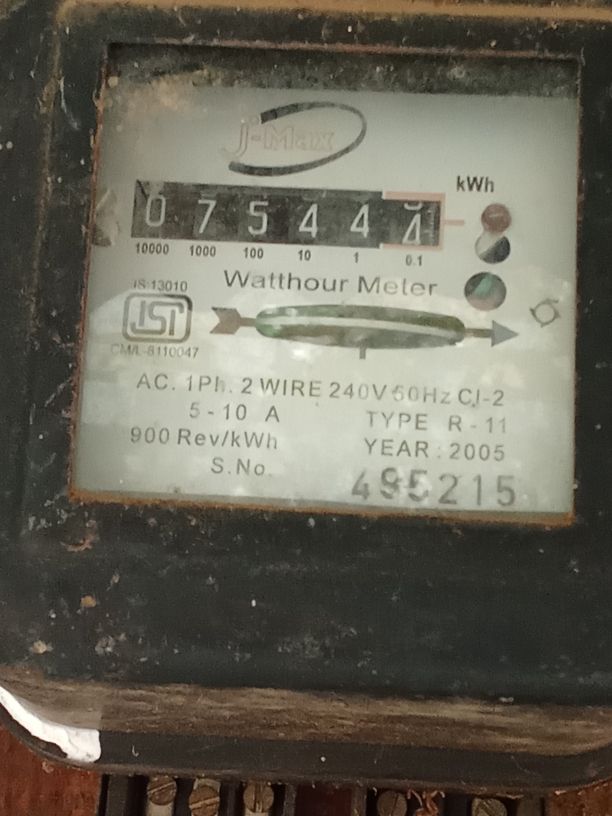 J-Max
kWh
0 7 5 4 4 4
10000 1000 100 10 1 0.1
Watthour Meter
IS:13010
ISI
CM/L-8110047
AC. 1Ph. 2 WIRE 240V 50Hz Cl-2
5-10 A TYPE R-11
900 Rev/kWh YEAR : 2005
S.No. 495215